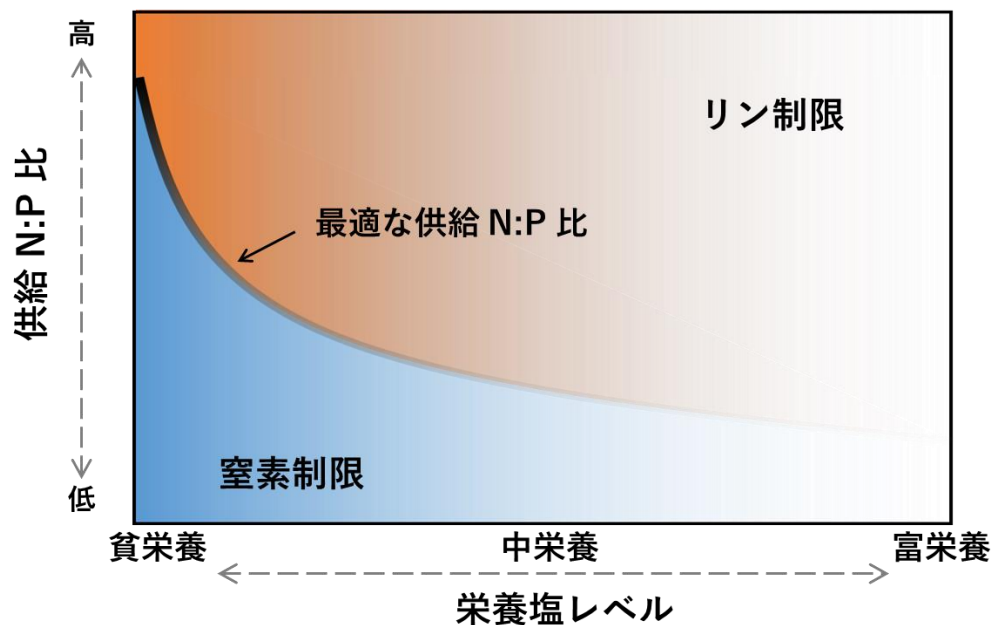 高
供給 N:P 比
低
リン制限
最適な供給 N:P 比
窒素制限
貧栄養
中栄養
富栄養
栄養塩レベル